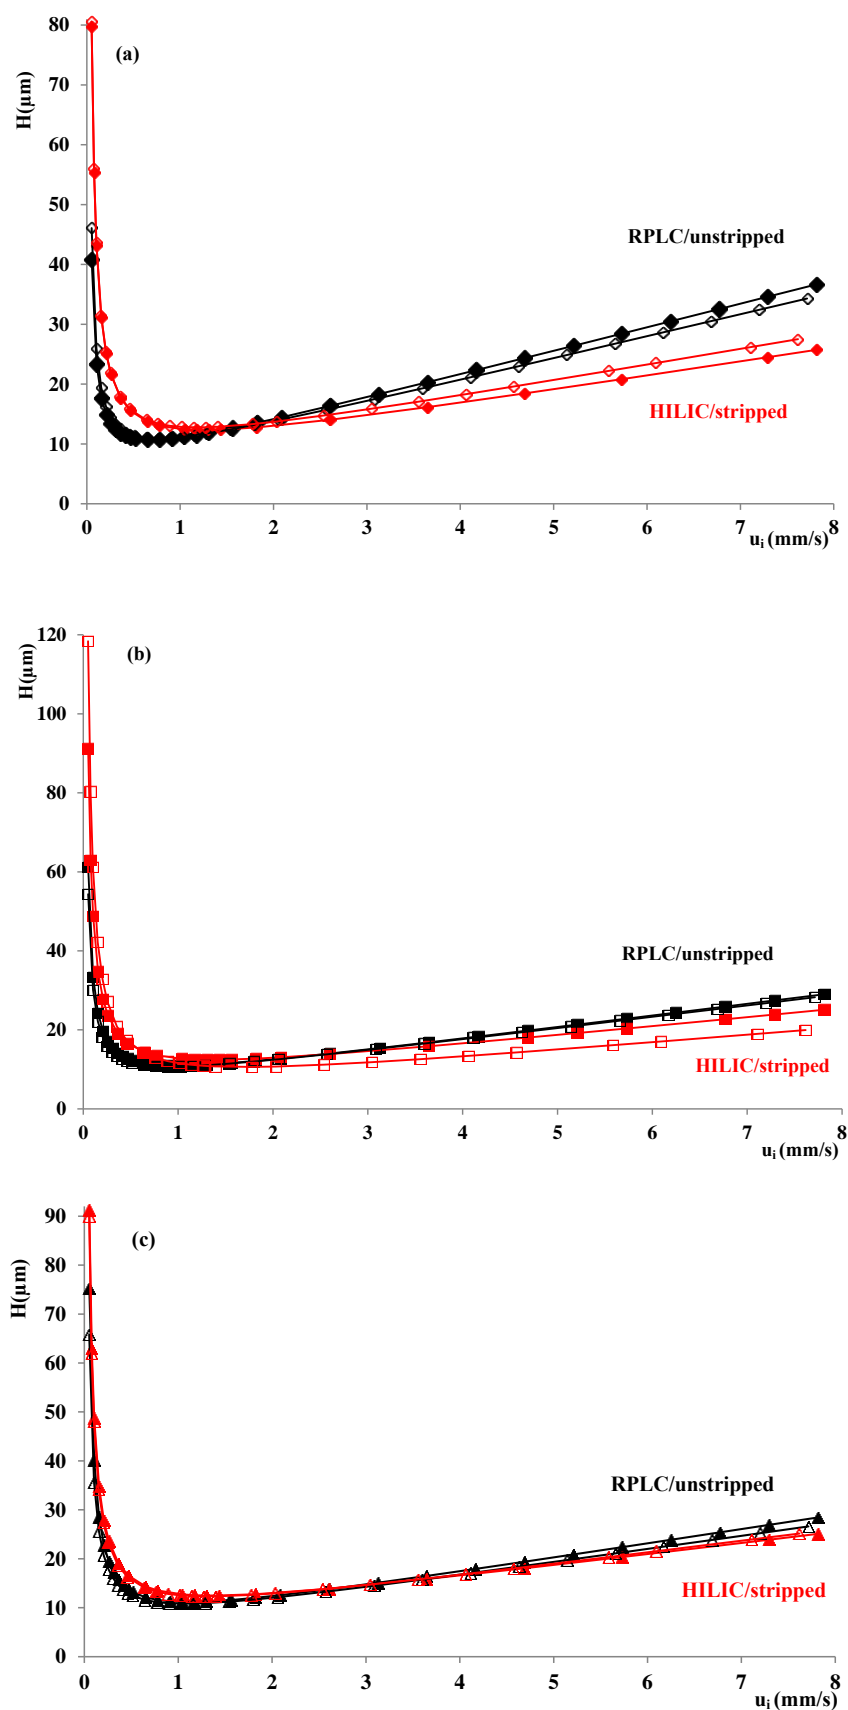 (a)
H(μm)
80
70
60
50
40
30
20
10
0
RPLC/unstripped
HILIC/stripped
0 1 2 3 4 5 6 7 8
uᵢ (mm/s)
(b)
H(μm)
120
100
80
60
40
20
0
RPLC/unstripped
HILIC/stripped
0 1 2 3 4 5 6 7 8
uᵢ (mm/s)
(c)
H(μm)
90
80
70
60
50
40
30
20
10
0
RPLC/unstripped
HILIC/stripped
0 1 2 3 4 5 6 7 8
uᵢ (mm/s)